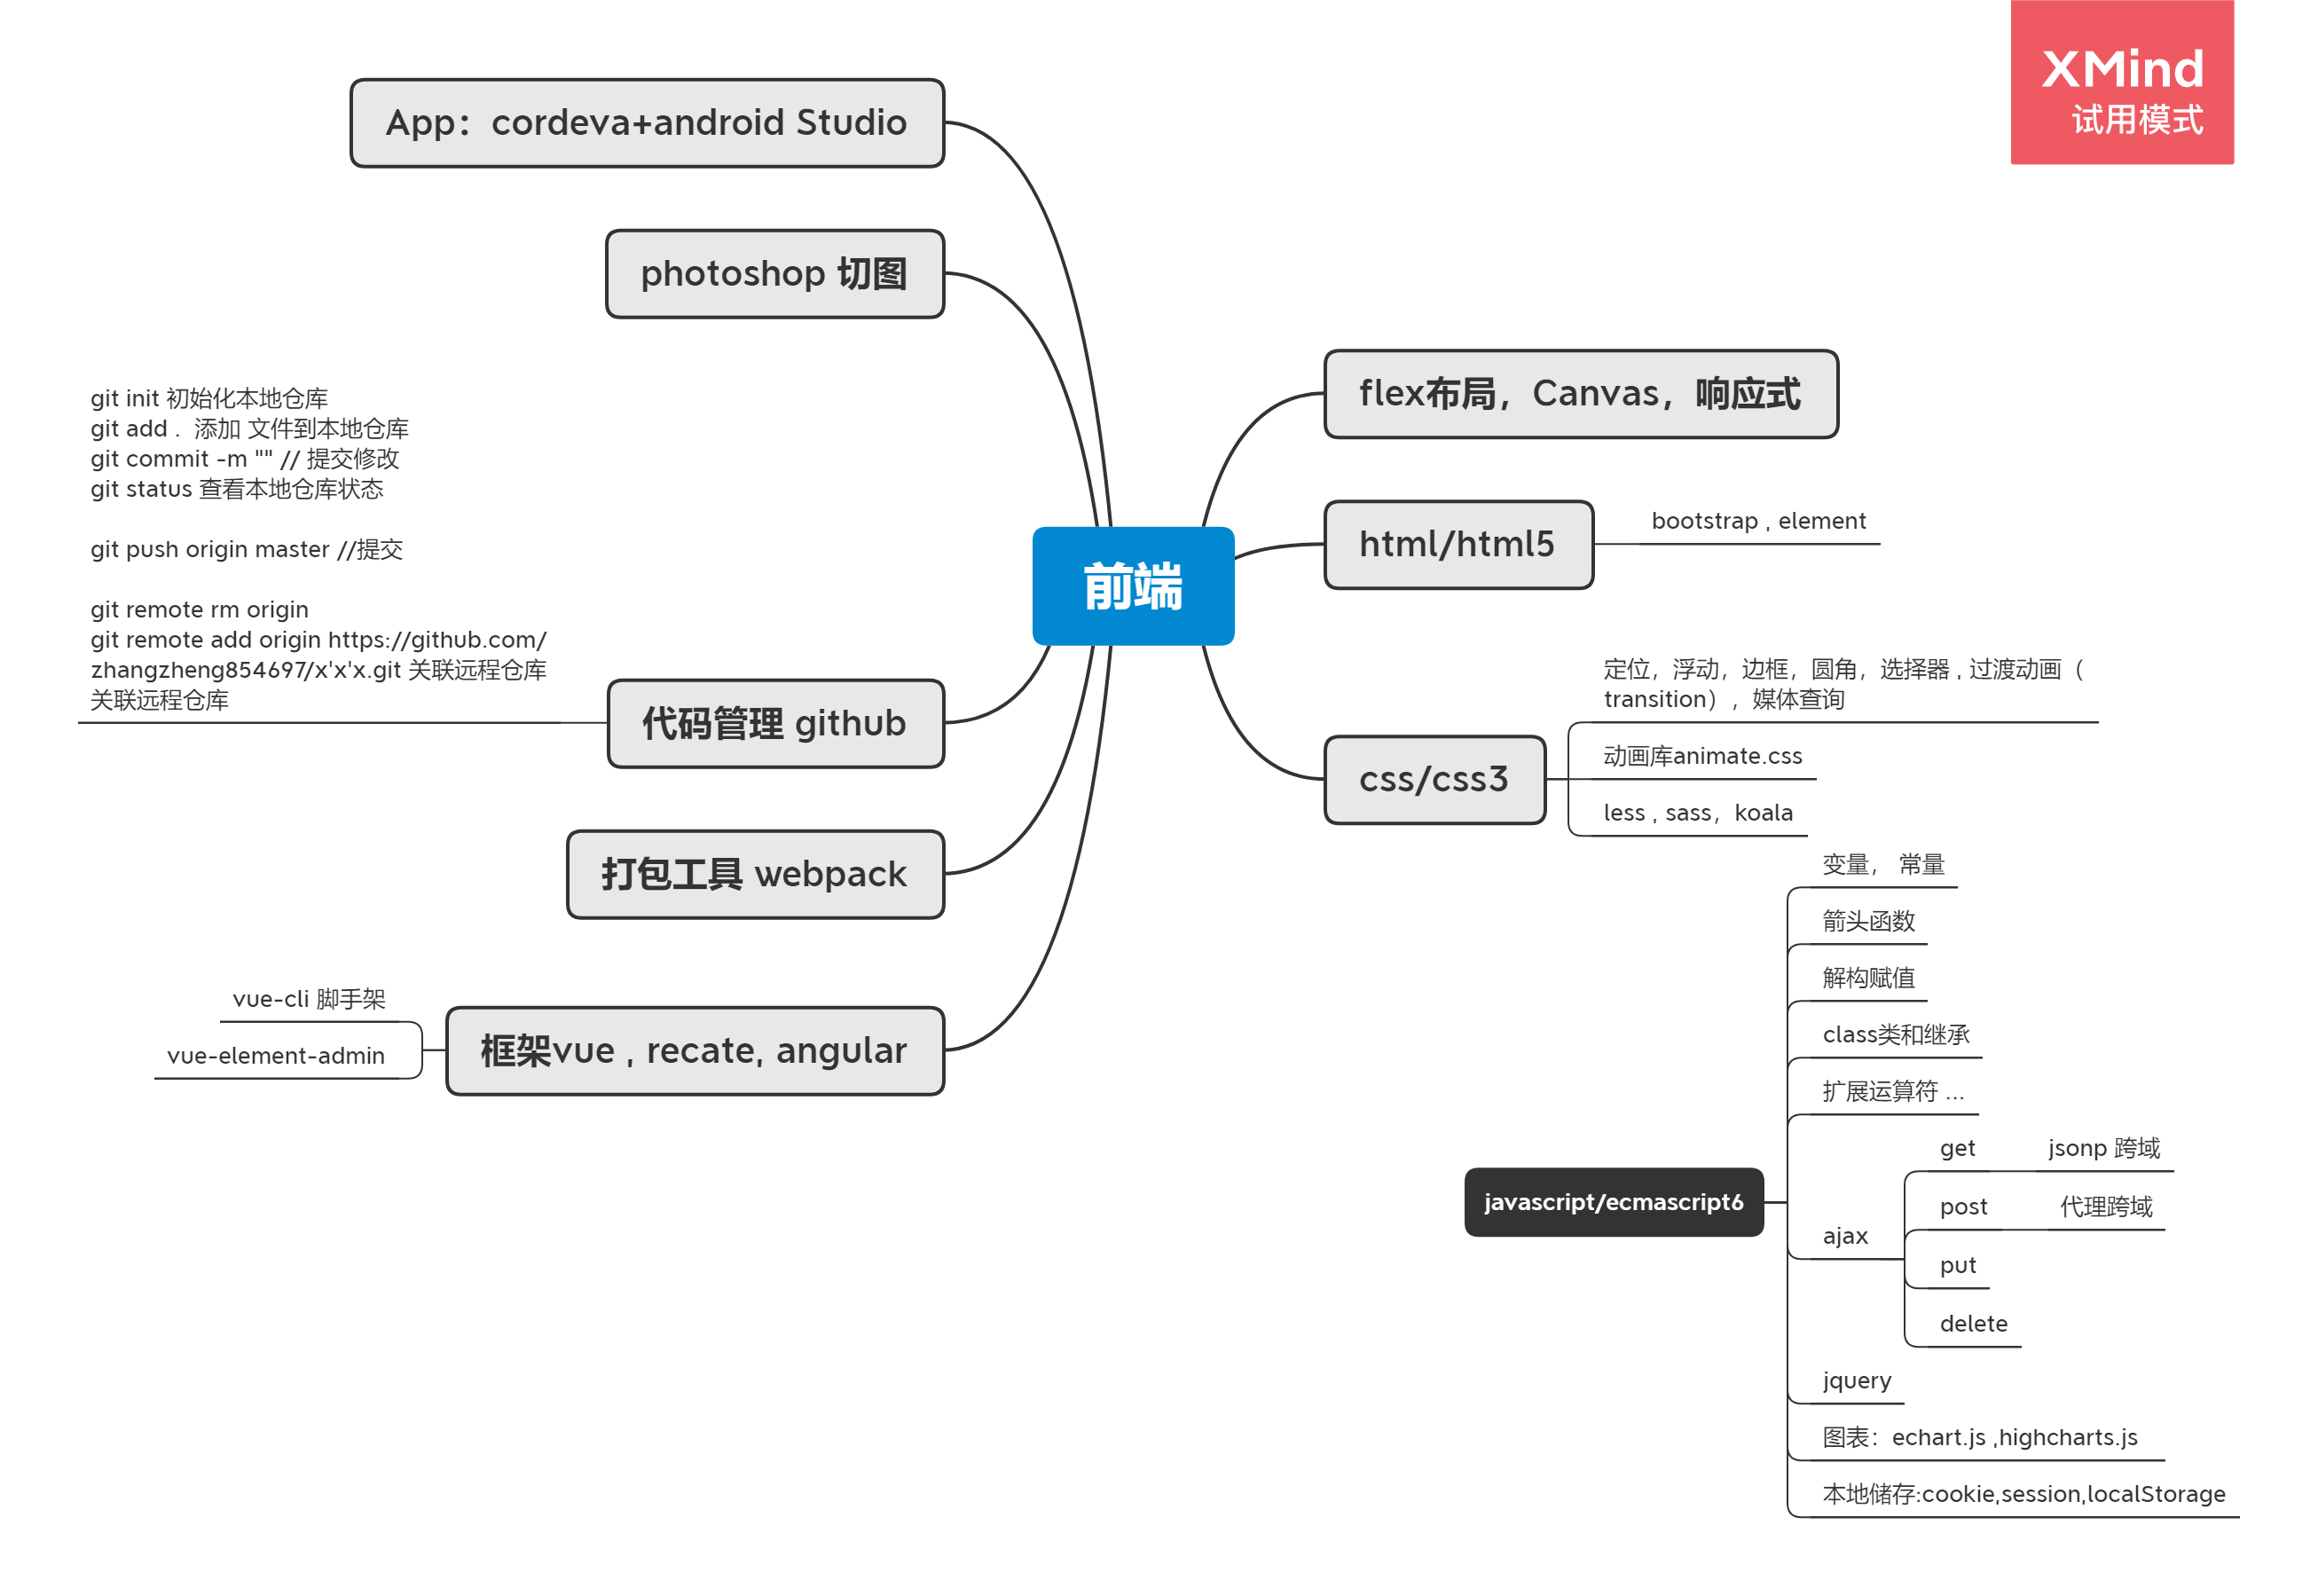 XMind
试用模式
App：cordeva+android Studio
photoshop 切图
git init 初始化本地仓库
git add .  添加 文件到本地仓库
git commit -m "" // 提交修改
git status 查看本地仓库状态
git push origin master //提交
git remote rm origin
git remote add origin https://github.com/
zhangzheng854697/x'x'x.git 关联远程仓库
关联远程仓库
代码管理 github
打包工具 webpack
vue-cli 脚手架
vue-element-admin
框架vue , recate, angular
前端
flex布局，Canvas，响应式
html/html5
bootstrap , element
css/css3
定位，浮动，边框，圆角，选择器 , 过渡动画（
transition），媒体查询
动画库animate.css
less , sass，koala
javascript/ecmascript6
变量， 常量
箭头函数
解构赋值
class类和继承
扩展运算符 ...
ajax
get
jsonp 跨域
post
代理跨域
put
delete
jquery
图表：echart.js ,highcharts.js
本地储存:cookie,session,localStorage